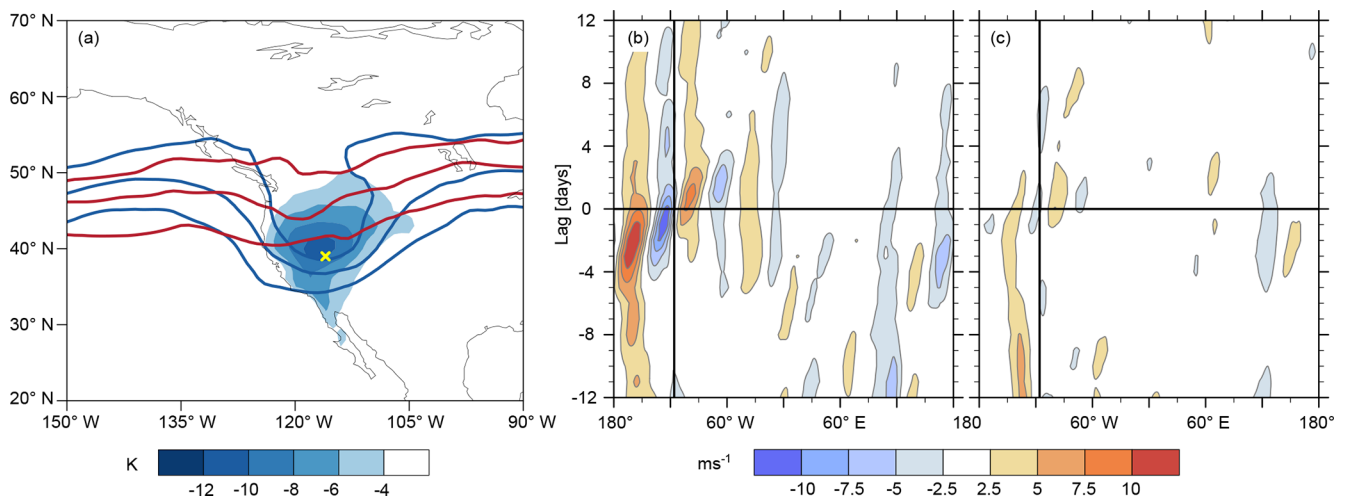 (a)
70° N
60° N
50° N
40° N
30° N
20° N
150° W
135° W
120° W
105° W
90° W
K
-12
-10
-8
-6
-4
(b)
Lag [days]
12
8
4
0
-4
-8
-12
180°
60° W
60° E
180°
(c)
60° W
60° E
180°
ms-1
-10
-7.5
-5
-2.5
2.5
5
7.5
10